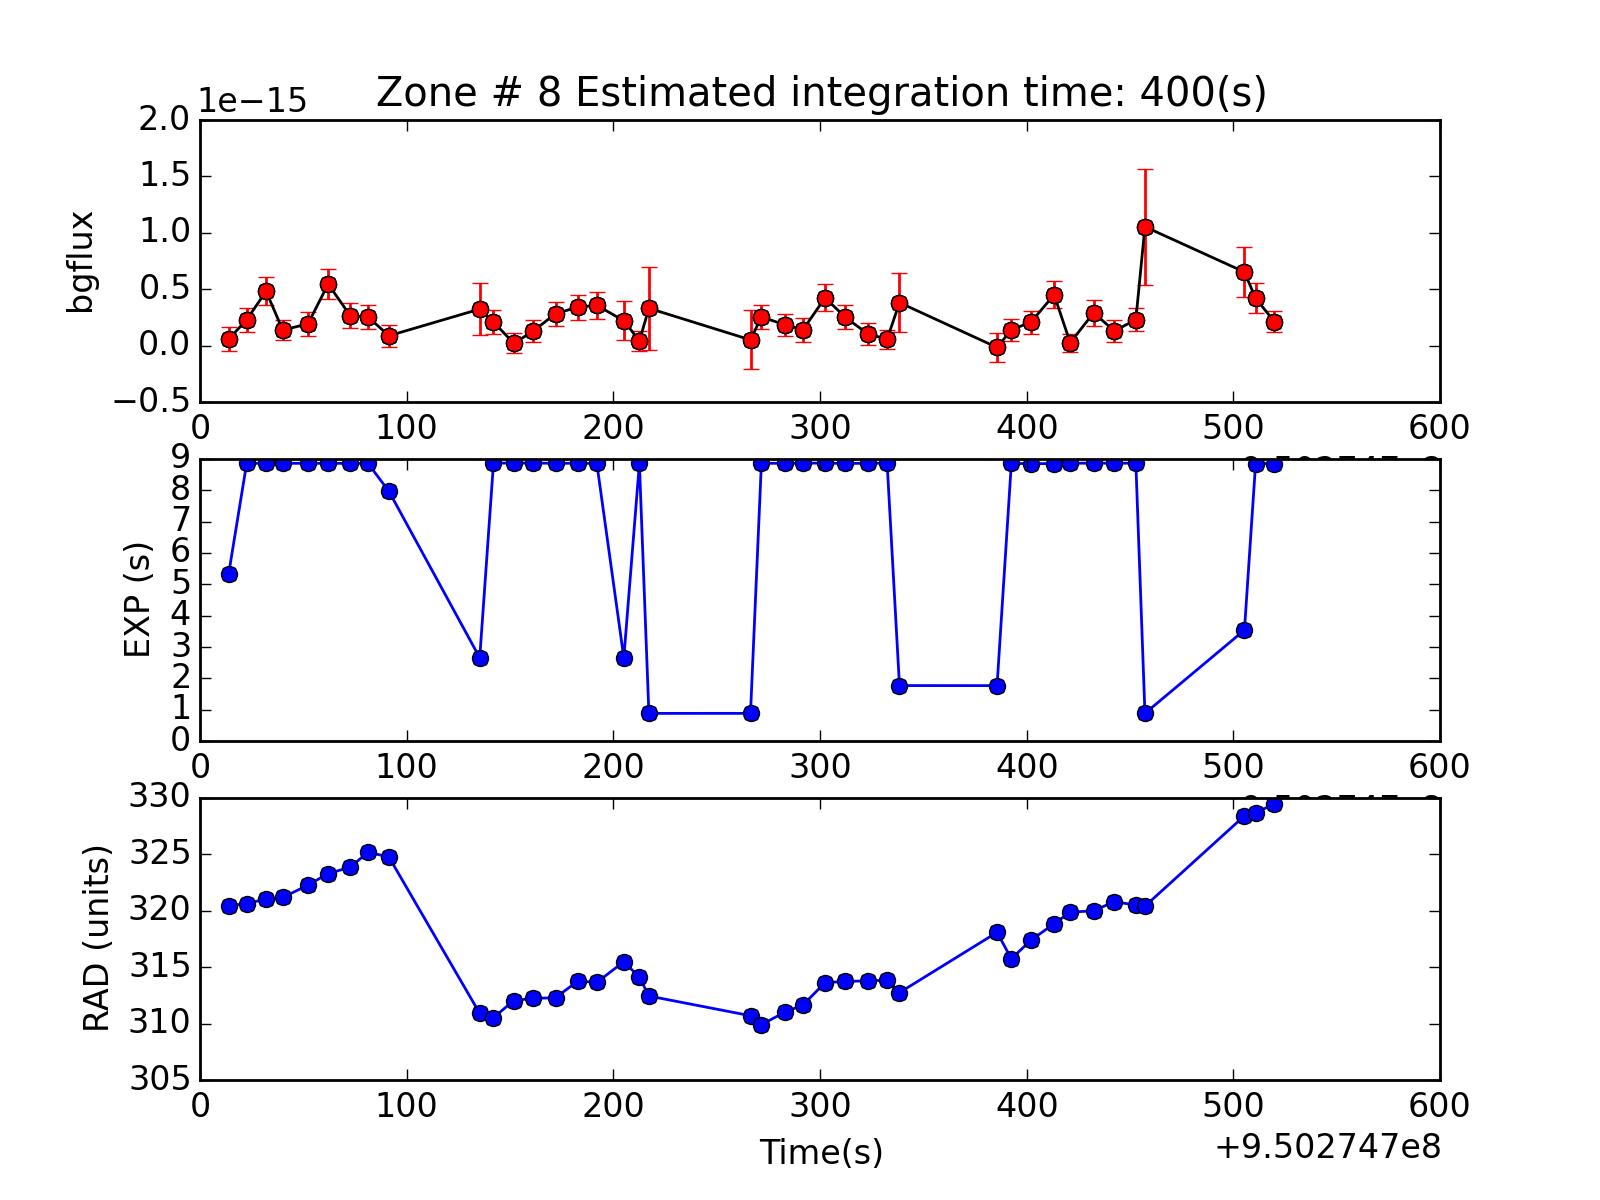 Zone # 8 Estimated integration time: 400(s)
1e−15
2.0
1.5
1.0
0.5
0.0
−0.5
bgflux
0 100 200 300 400 500 600
9
8
7
6
5
4
3
2
1
0
EXP (s)
0 100 200 300 400 500 600
330
325
320
315
310
305
RAD (units)
0 100 200 300 400 500 600
Time(s)
+9.502747e8